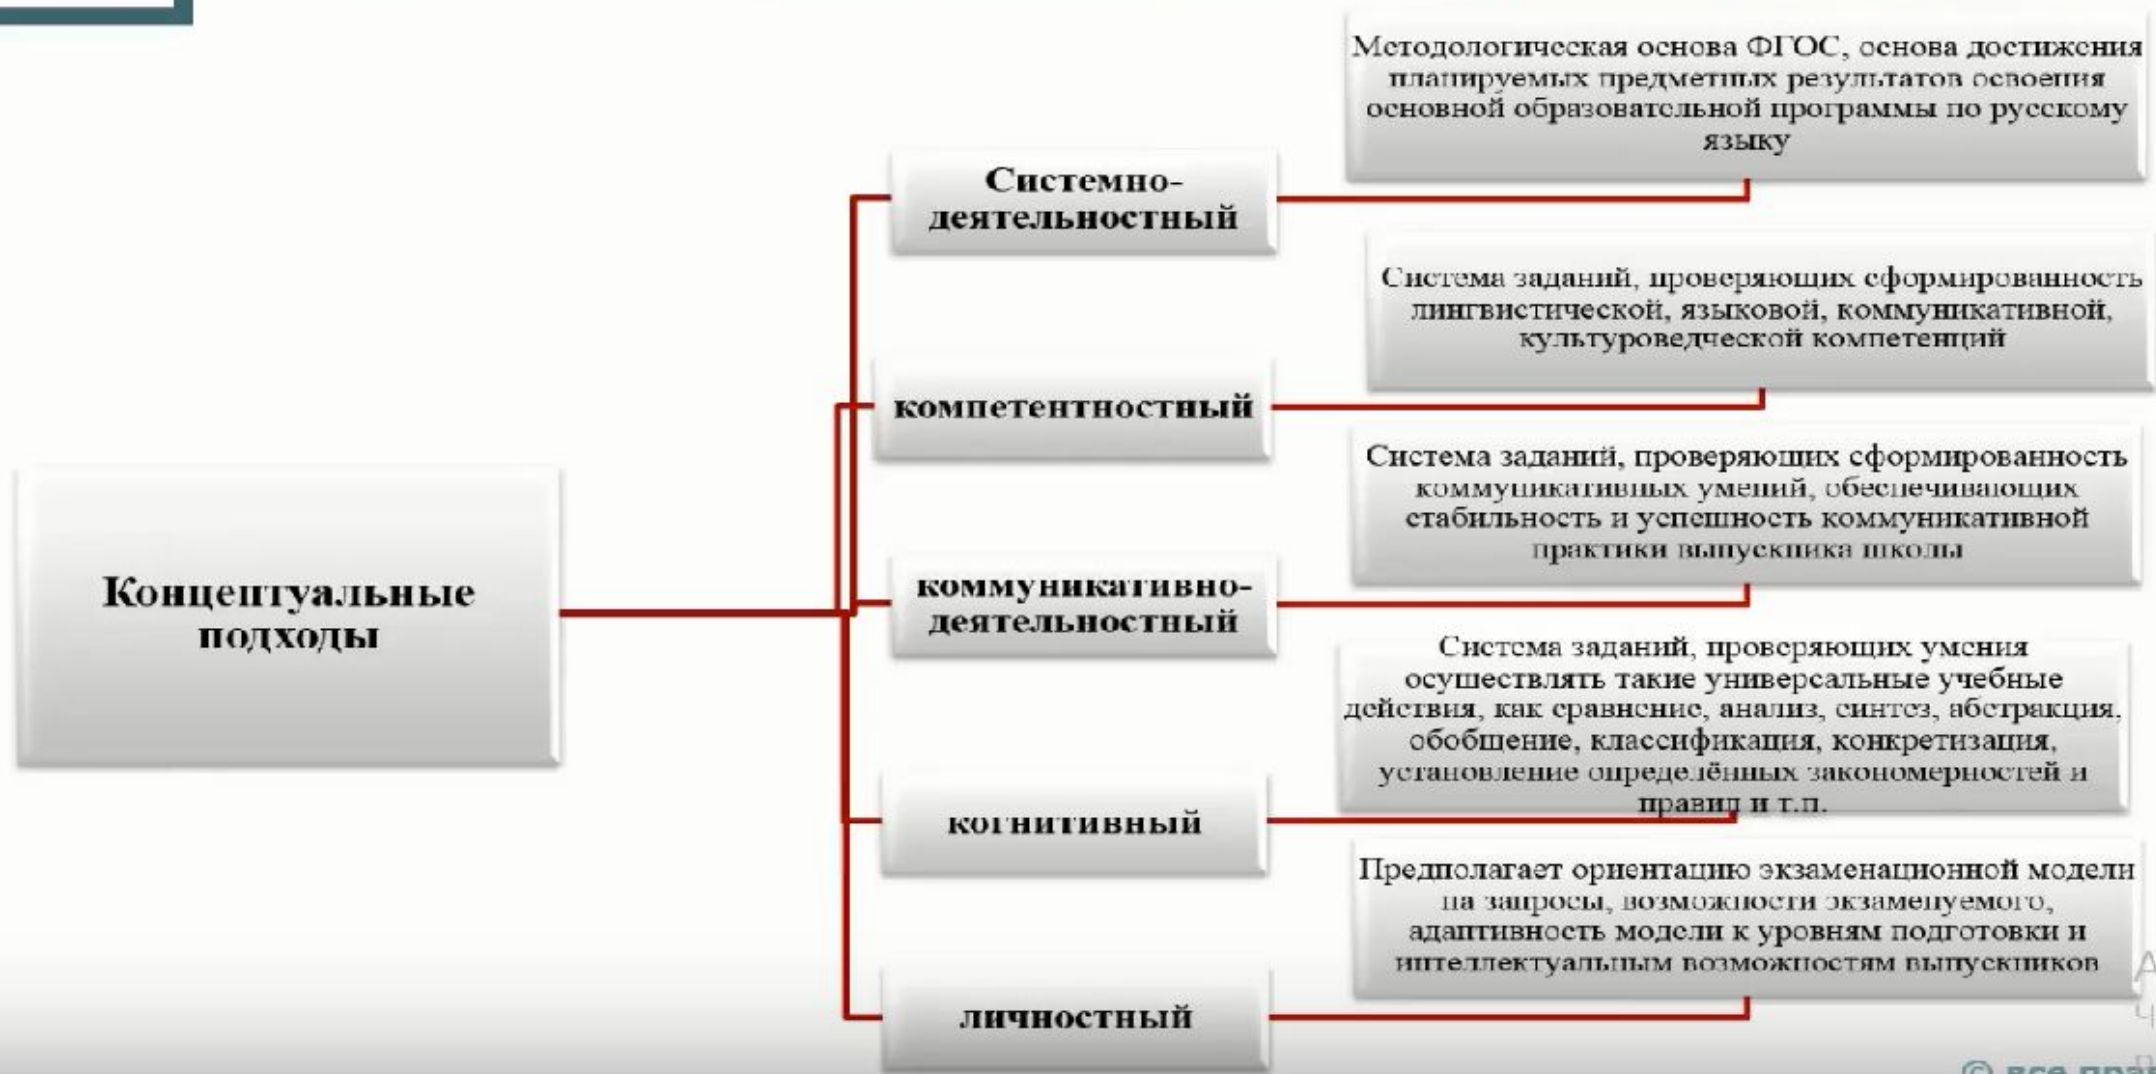 Концептуальные
подходы
Системно-
деятельностный
Методологическая основа ФГОС, основа достижения
планируемых предметных результатов освоения
основной образовательной программы по русскому
языку
компетентностный
Система заданий, проверяющих сформированность
лингвистической, языковой, коммуникативной,
культуроведческой компетенций
коммуникативно-
деятельностный
Система заданий, проверяющих сформированность
коммуникативных умений, обеспечивающих
стабильность и успешность коммуникативной
практики выпускника школы
когнитивный
Система заданий, проверяющих умения
осуществлять такие универсальные учебные
действия, как сравнение, анализ, синтез, абстракция,
обобщение, классификация, конкретизация,
установление определённых закономерностей и
правил и т.п.
личностный
Предполагает ориентацию экзаменационной модели
на запросы, возможности экзаменуемого,
адаптивность модели к уровням подготовки и
интеллектуальным возможностям выпускников
© все